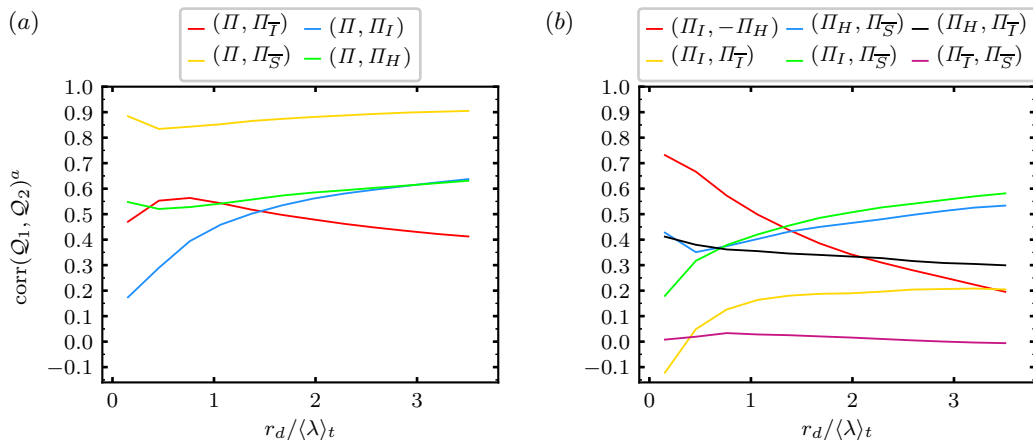 (a)
(Π, Π_{\overline{I}}) (Π, Π_I)
(Π, Π_{\overline{S}}) (Π, Π_H)
corr(𝒬₁, 𝒬₂)ᵃ
1.0
0.9
0.8
0.7
0.6
0.5
0.4
0.3
0.2
0.1
0.0
−0.1
0 1 2 3
r_d/⟨λ⟩_t
(b)
(Π_I, −Π_H) (Π_H, Π_{\overline{S}}) (Π_H, Π_{\overline{I}})
(Π_I, Π_{\overline{I}}) (Π_I, Π_{\overline{S}}) (Π_{\overline{I}}, Π_{\overline{S}})
1.0
0.9
0.8
0.7
0.6
0.5
0.4
0.3
0.2
0.1
0.0
−0.1
0 1 2 3
r_d/⟨λ⟩_t